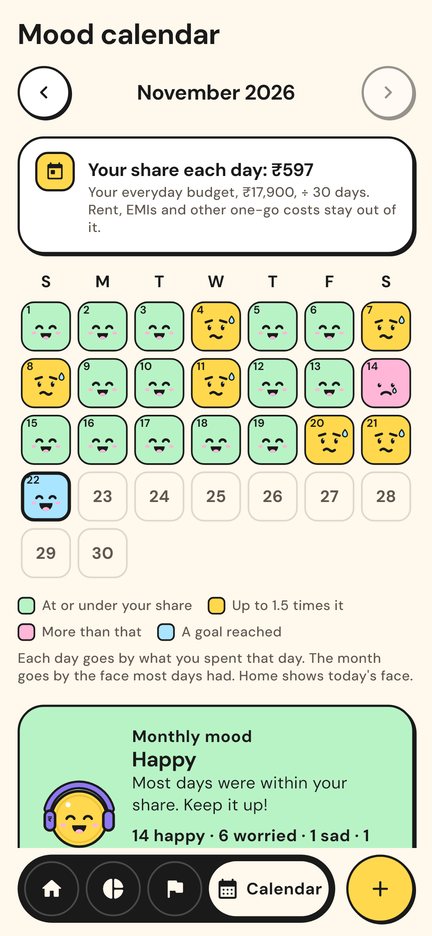 Mood calendar
November 2026
Your share each day: ₹597
Your everyday budget, ₹17,900, ÷ 30 days.
Rent, EMIs and other one-go costs stay out of
it.
S M T W T F S
1 2 3 4 5 6 7
8 9 10 11 12 13 14
15 16 17 18 19 20 21
22 23 24 25 26 27 28
29 30
At or under your share Up to 1.5 times it
More than that A goal reached
Each day goes by what you spent that day. The month
goes by the face most days had. Home shows today's face.
Monthly mood
Happy
Most days were within your
share. Keep it up!
14 happy · 6 worried · 1 sad · 1
Calendar